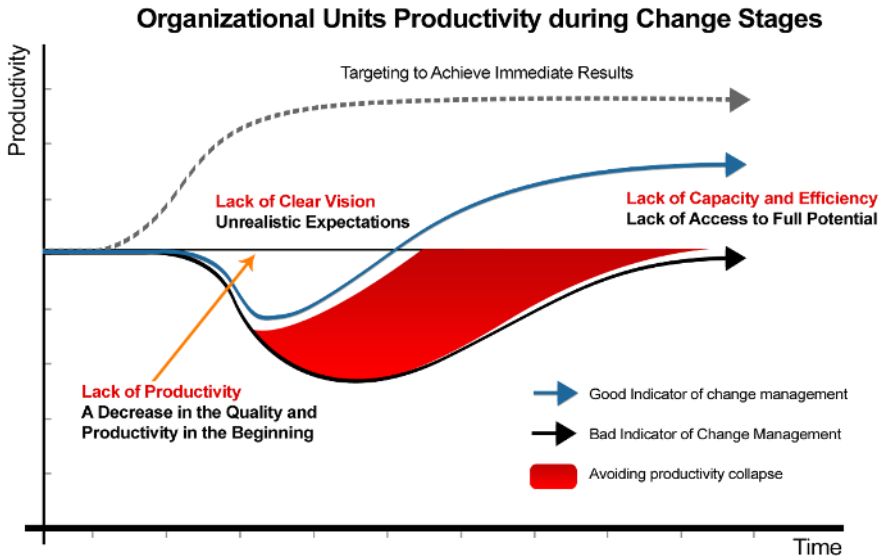 Organizational Units Productivity during Change Stages
Productivity
Targeting to Achieve Immediate Results
Lack of Clear Vision
Unrealistic Expectations
Lack of Capacity and Efficiency
Lack of Access to Full Potential
Lack of Productivity
A Decrease in the Quality and
Productivity in the Beginning
Good Indicator of change management
Bad Indicator of Change Management
Avoiding productivity collapse
Time